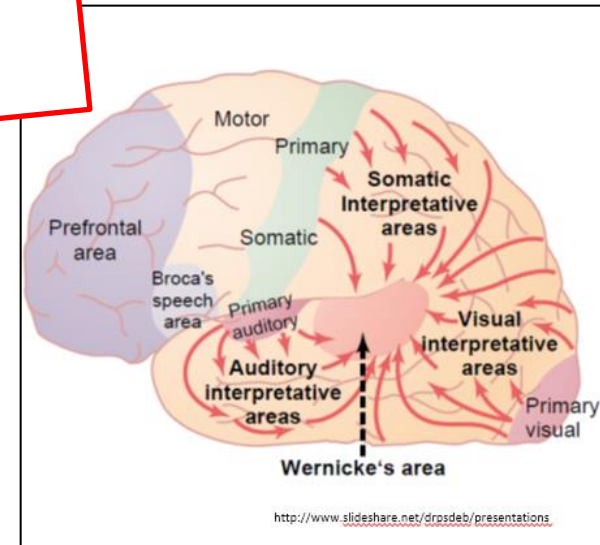 Motor
Primary
Somatic
Somatic
Interpretative
areas
Prefrontal
area
Broca's
speech
area
Primary
auditory
Auditory
interpretative
areas
Visual
interpretative
areas
Primary
visual
Wernicke's area
http://www.slideshare.net/drpsdeb/presentations